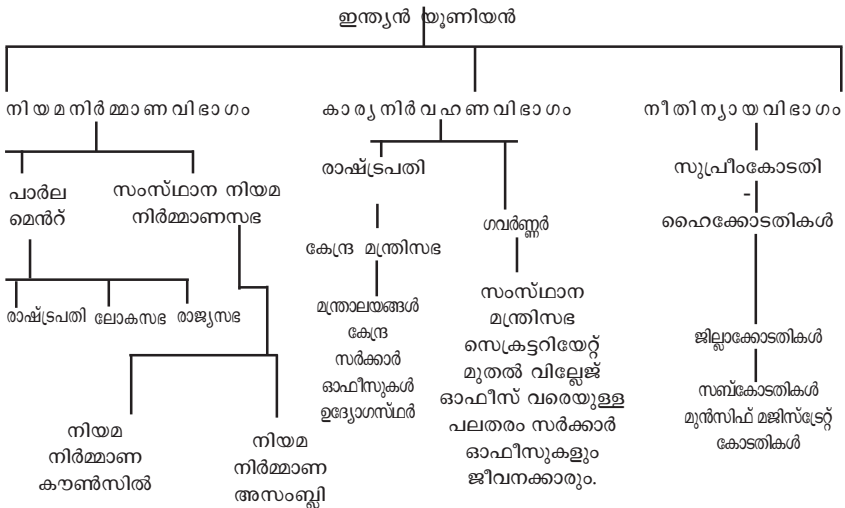 ഇന്ത്യൻ യൂണിയൻ
നിയമനിർമ്മാണവിഭാഗം
കാര്യനിർവഹണവിഭാഗം
നീതിന്യായവിഭാഗം
പാർല
മെൻറ്
സംസ്ഥാന നിയമ
നിർമ്മാണസഭ
രാഷ്ട്രപതി
ലോകസഭ
രാജ്യസഭ
നിയമ
നിർമ്മാണ
കൗൺസിൽ
നിയമ
നിർമ്മാണ
അസംബ്ലി
രാഷ്ട്രപതി
കേന്ദ്ര മന്ത്രിസഭ
മന്ത്രാലയങ്ങൾ
കേന്ദ്ര
സർക്കാർ
ഓഫീസുകൾ
ഉദ്യോഗസ്ഥർ
ഗവർണ്ണർ
സംസ്ഥാന
മന്ത്രിസഭ
സെക്രട്ടറിയേറ്റ്
മുതൽ വില്ലേജ്
ഓഫീസ് വരെയുള്ള
പലതരം സർക്കാർ
ഓഫീസുകളും
ജീവനക്കാരും.
സുപ്രീംകോടതി
-
ഹൈക്കോടതികൾ
ജില്ലാക്കോടതികൾ
സബ്കോടതികൾ
മുൻസിഫ് മജിസ്ട്രേറ്റ്
കോടതികൾ